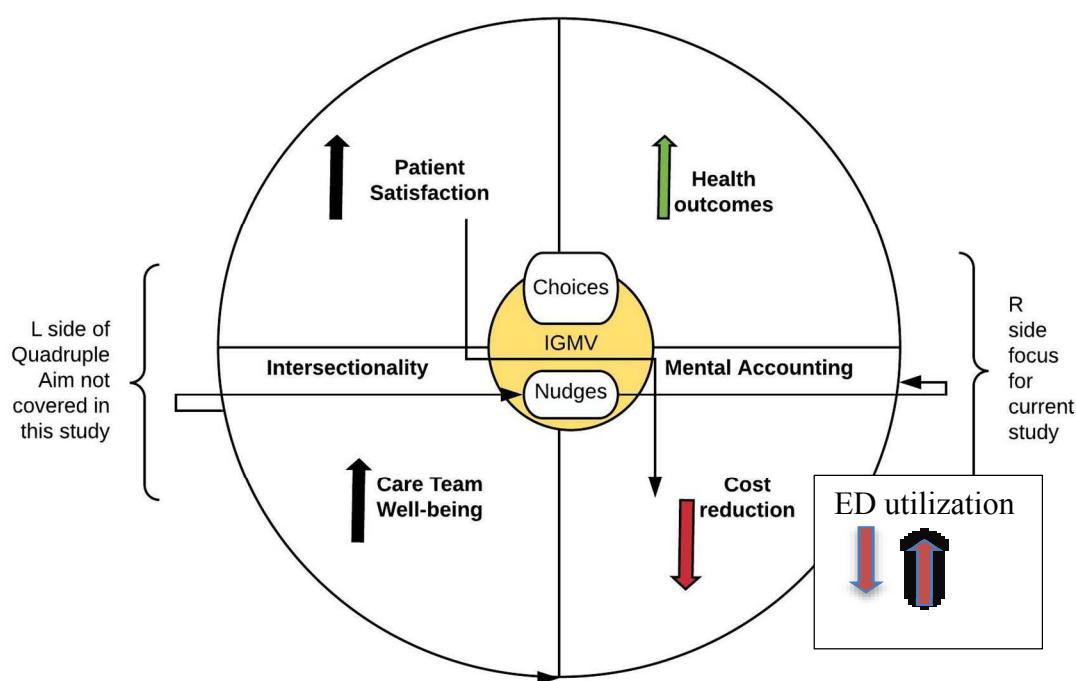 Patient
Satisfaction
Health
outcomes
Choices
IGMV
Intersectionality
Mental Accounting
Nudges
L side of
Quadruple
Aim not
covered in
this study
R
side
focus
for
current
study
Care Team
Well-being
Cost
reduction
ED utilization